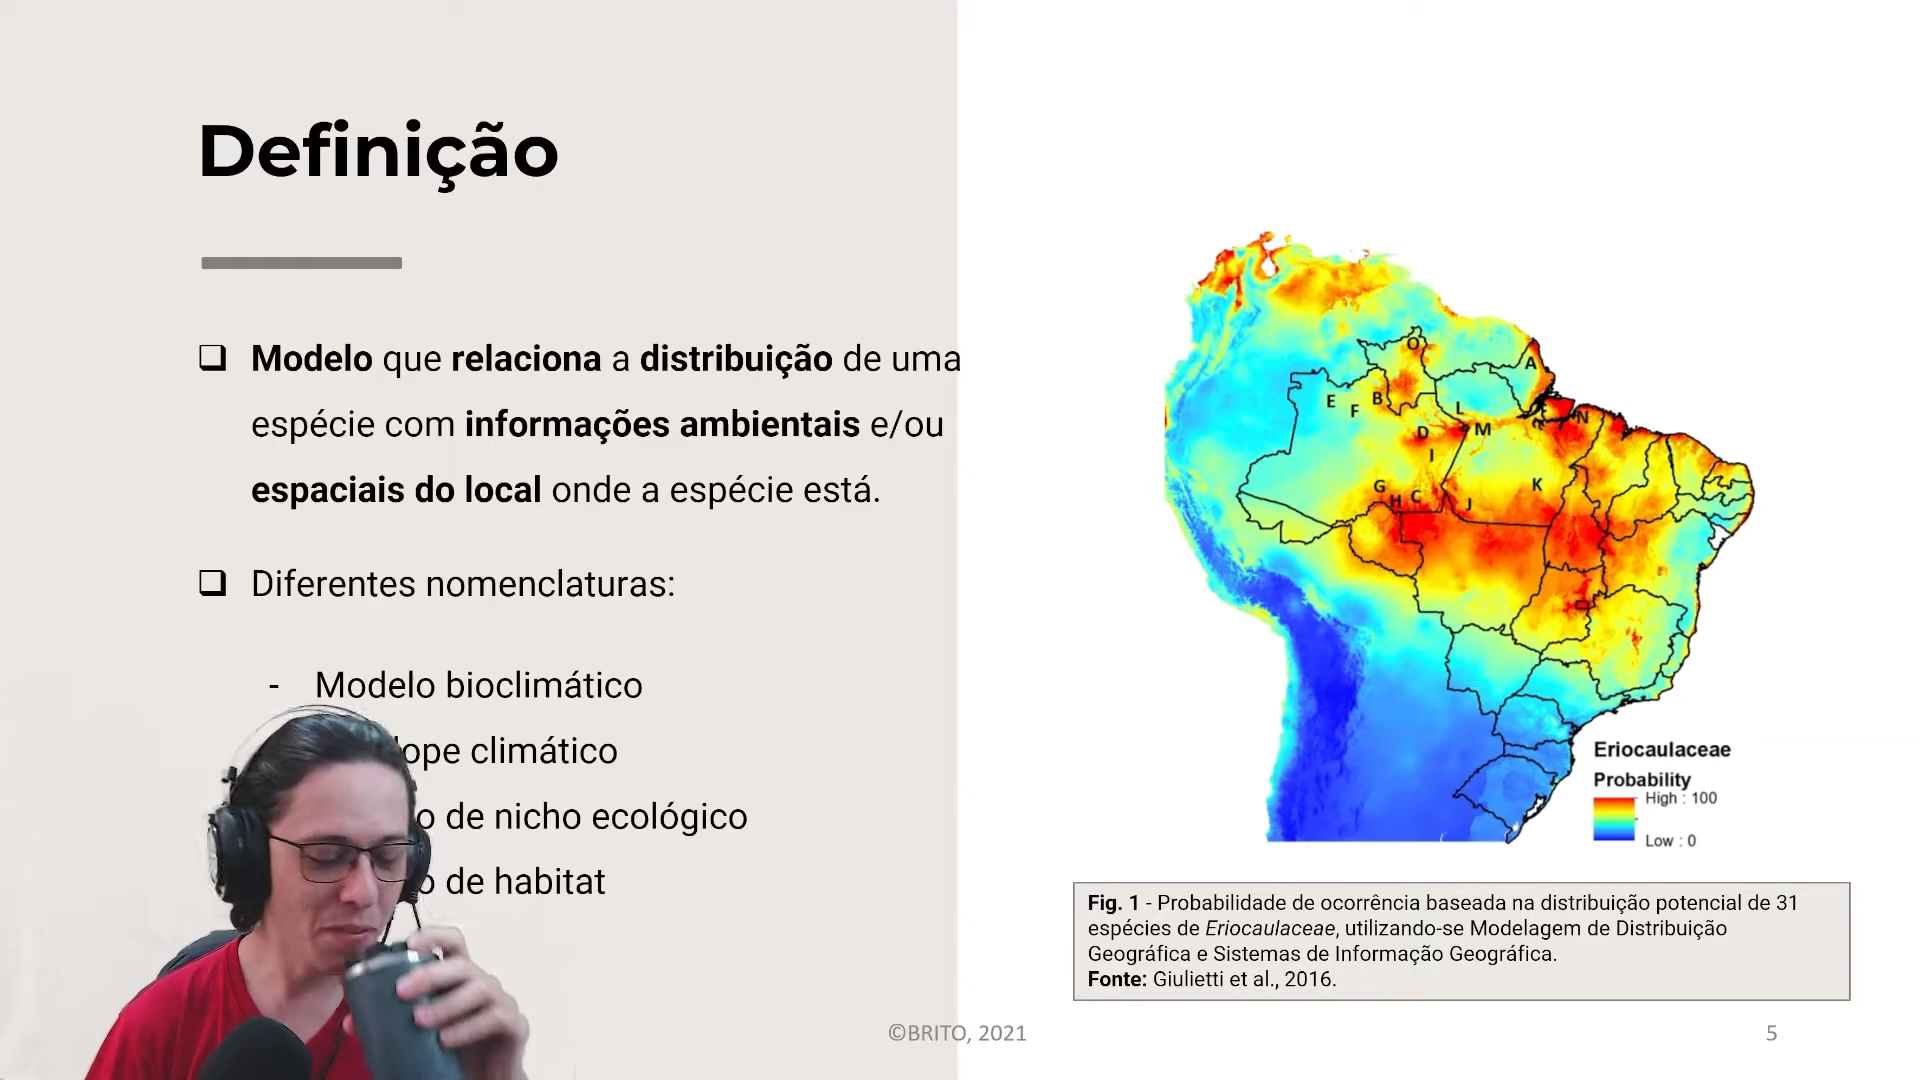 Definição
Modelo que relaciona a distribuição de uma
espécie com informações ambientais e/ou
espaciais do local onde a espécie está.
Diferentes nomenclaturas:
- Modelo bioclimático
climático
de nicho ecológico
de habitat
O
A
E
F
B
L
N
D
M
I
G
H
C
J
K
Eriocaulaceae
Probability
High : 100
Low : 0
Fig. 1 - Probabilidade de ocorrência baseada na distribuição potencial de 31
espécies de Eriocaulaceae, utilizando-se Modelagem de Distribuição
Geográfica e Sistemas de Informação Geográfica.
Fonte: Giulietti et al., 2016.
©BRITO, 2021
5